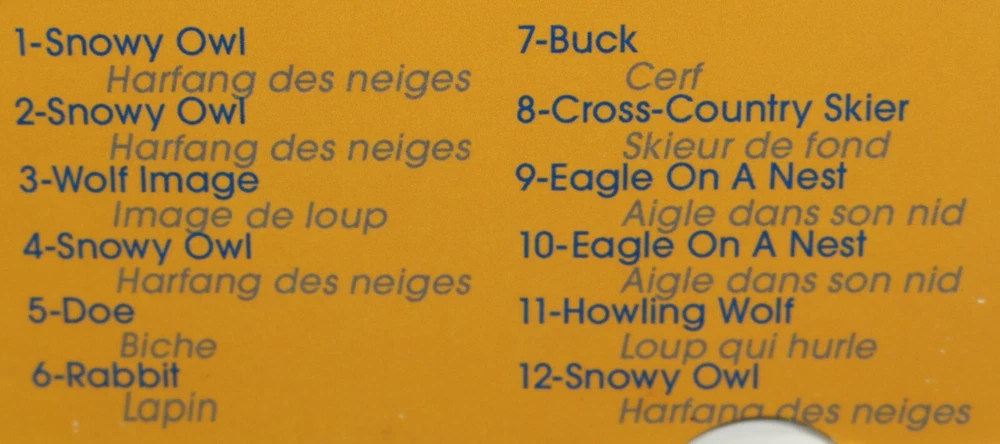 1-Snowy Owl
Harfang des neiges
2-Snowy Owl
Harfang des neiges
3-Wolf Image
Image de loup
4-Snowy Owl
Harfang des neiges
5-Doe
Biche
6-Rabbit
Lapin
7-Buck
Cerf
8-Cross-Country Skier
Skieur de fond
9-Eagle On A Nest
Aigle dans son nid
10-Eagle On A Nest
Aigle dans son nid
11-Howling Wolf
Loup qui hurle
12-Snowy Owl
Harfang des neiges